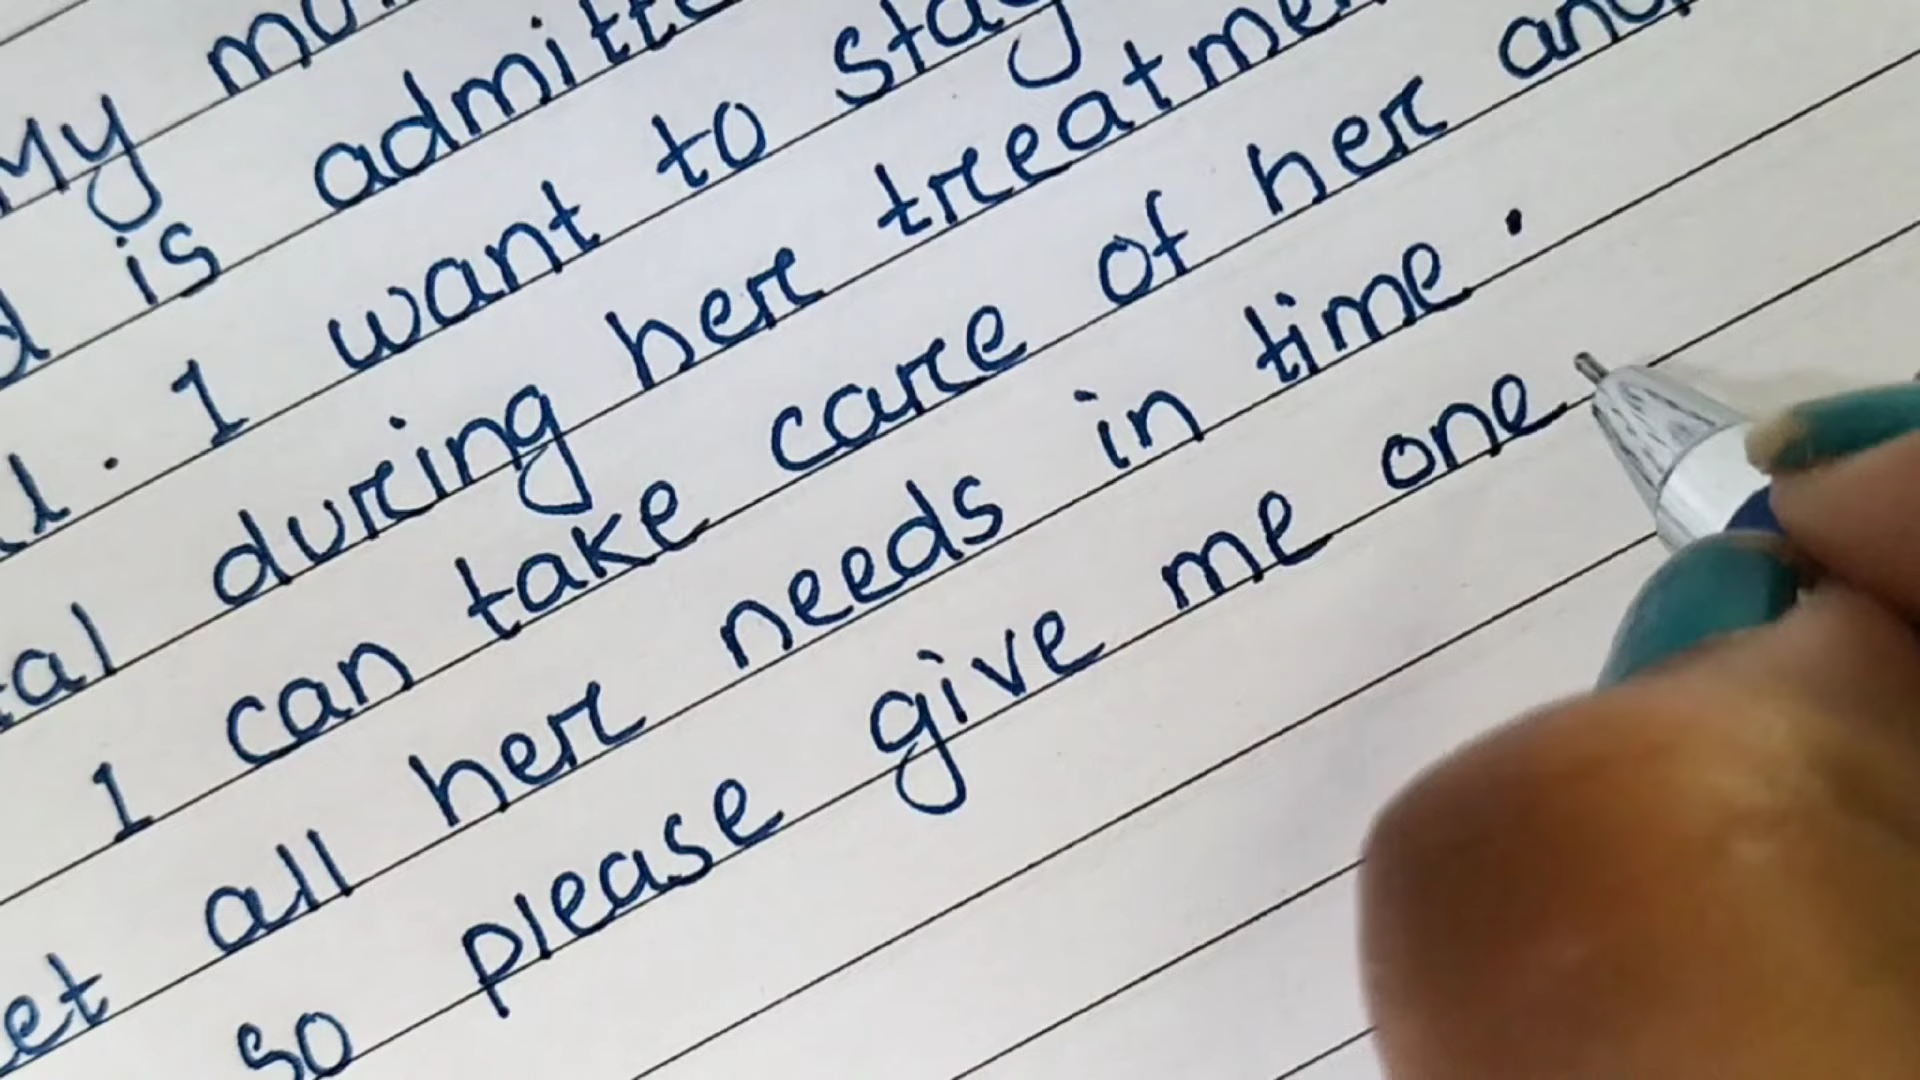 My
is admitt
I want to stay
al during her treatme
I can take care of her and
et all her needs in time.
so please give me one